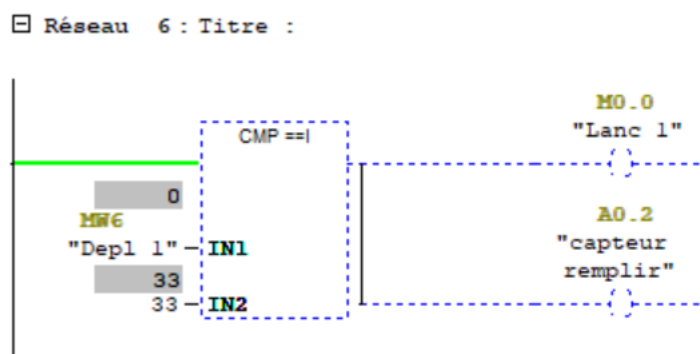 Réseau 6 : Titre :
CMP ==I
M0.0
"Lanc 1"
0
MW6
"Depl 1"
IN1
33
33
IN2
A0.2
"capteur
remplir"